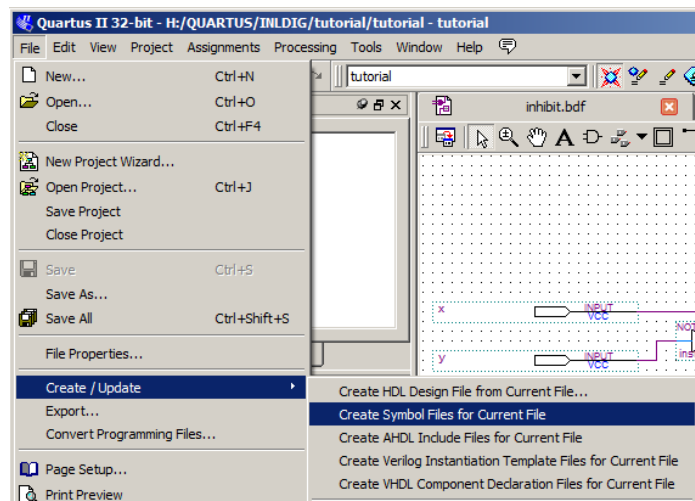 Quartus II 32-bit - H:/QUARTUS/INLDIG/tutorial/tutorial - tutorial
File Edit View Project Assignments Processing Tools Window Help
New... Ctrl+N
tutorial
Open... Ctrl+O
inhibit.bdf
Close Ctrl+F4
A
New Project Wizard...
Open Project... Ctrl+J
Save Project
Close Project
Save Ctrl+S
Save As...
Save All Ctrl+Shift+S
x INPUT
VCC
NOT
File Properties...
y INPUT
VCC
inst
Create / Update
Create HDL Design File from Current File...
Export...
Create Symbol Files for Current File
Convert Programming Files...
Create AHDL Include Files for Current File
Create Verilog Instantiation Template Files for Current File
Page Setup...
Create VHDL Component Declaration Files for Current File
Print Preview